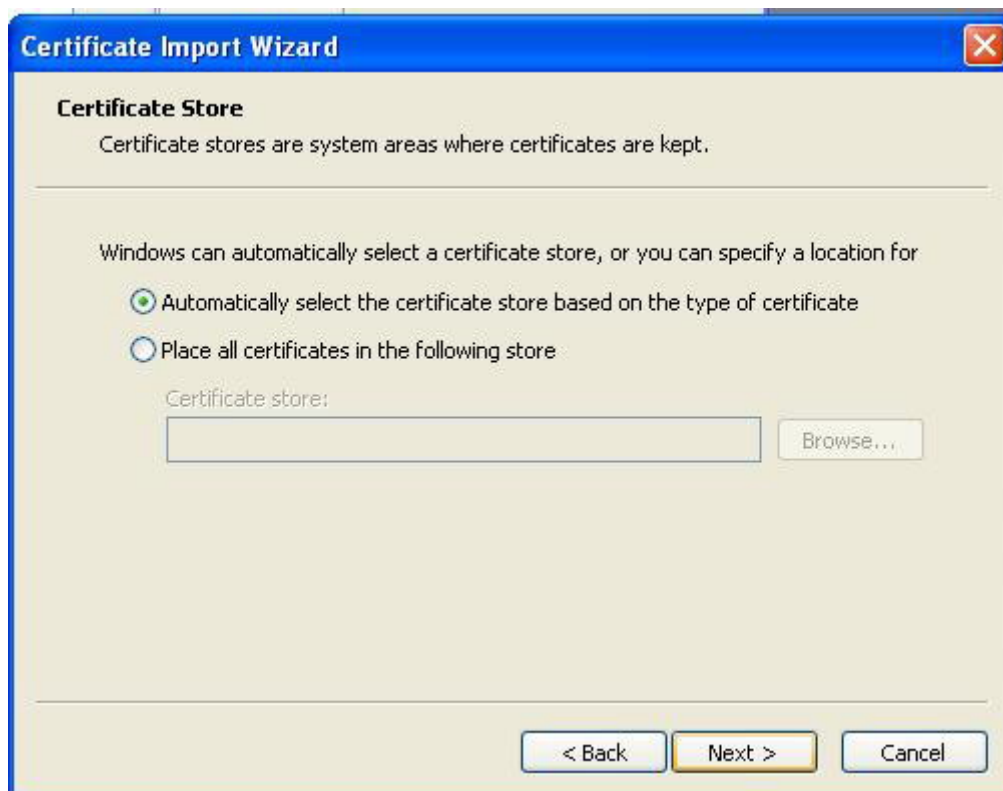 Certificate Import Wizard
Certificate Store
Certificate stores are system areas where certificates are kept.
Windows can automatically select a certificate store, or you can specify a location for
Automatically select the certificate store based on the type of certificate
Place all certificates in the following store
Certificate store:
Browse...
< Back
Next >
Cancel